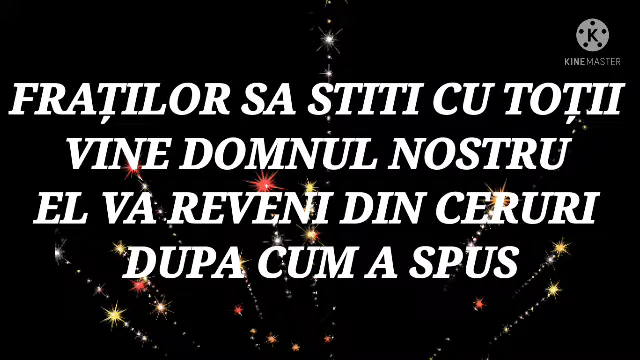 KINEMASTER
FRAȚILOR SA STITI CU TOȚII
VINE DOMNUL NOSTRU
EL VA REVENI DIN CERURI
DUPA CUM A SPUS